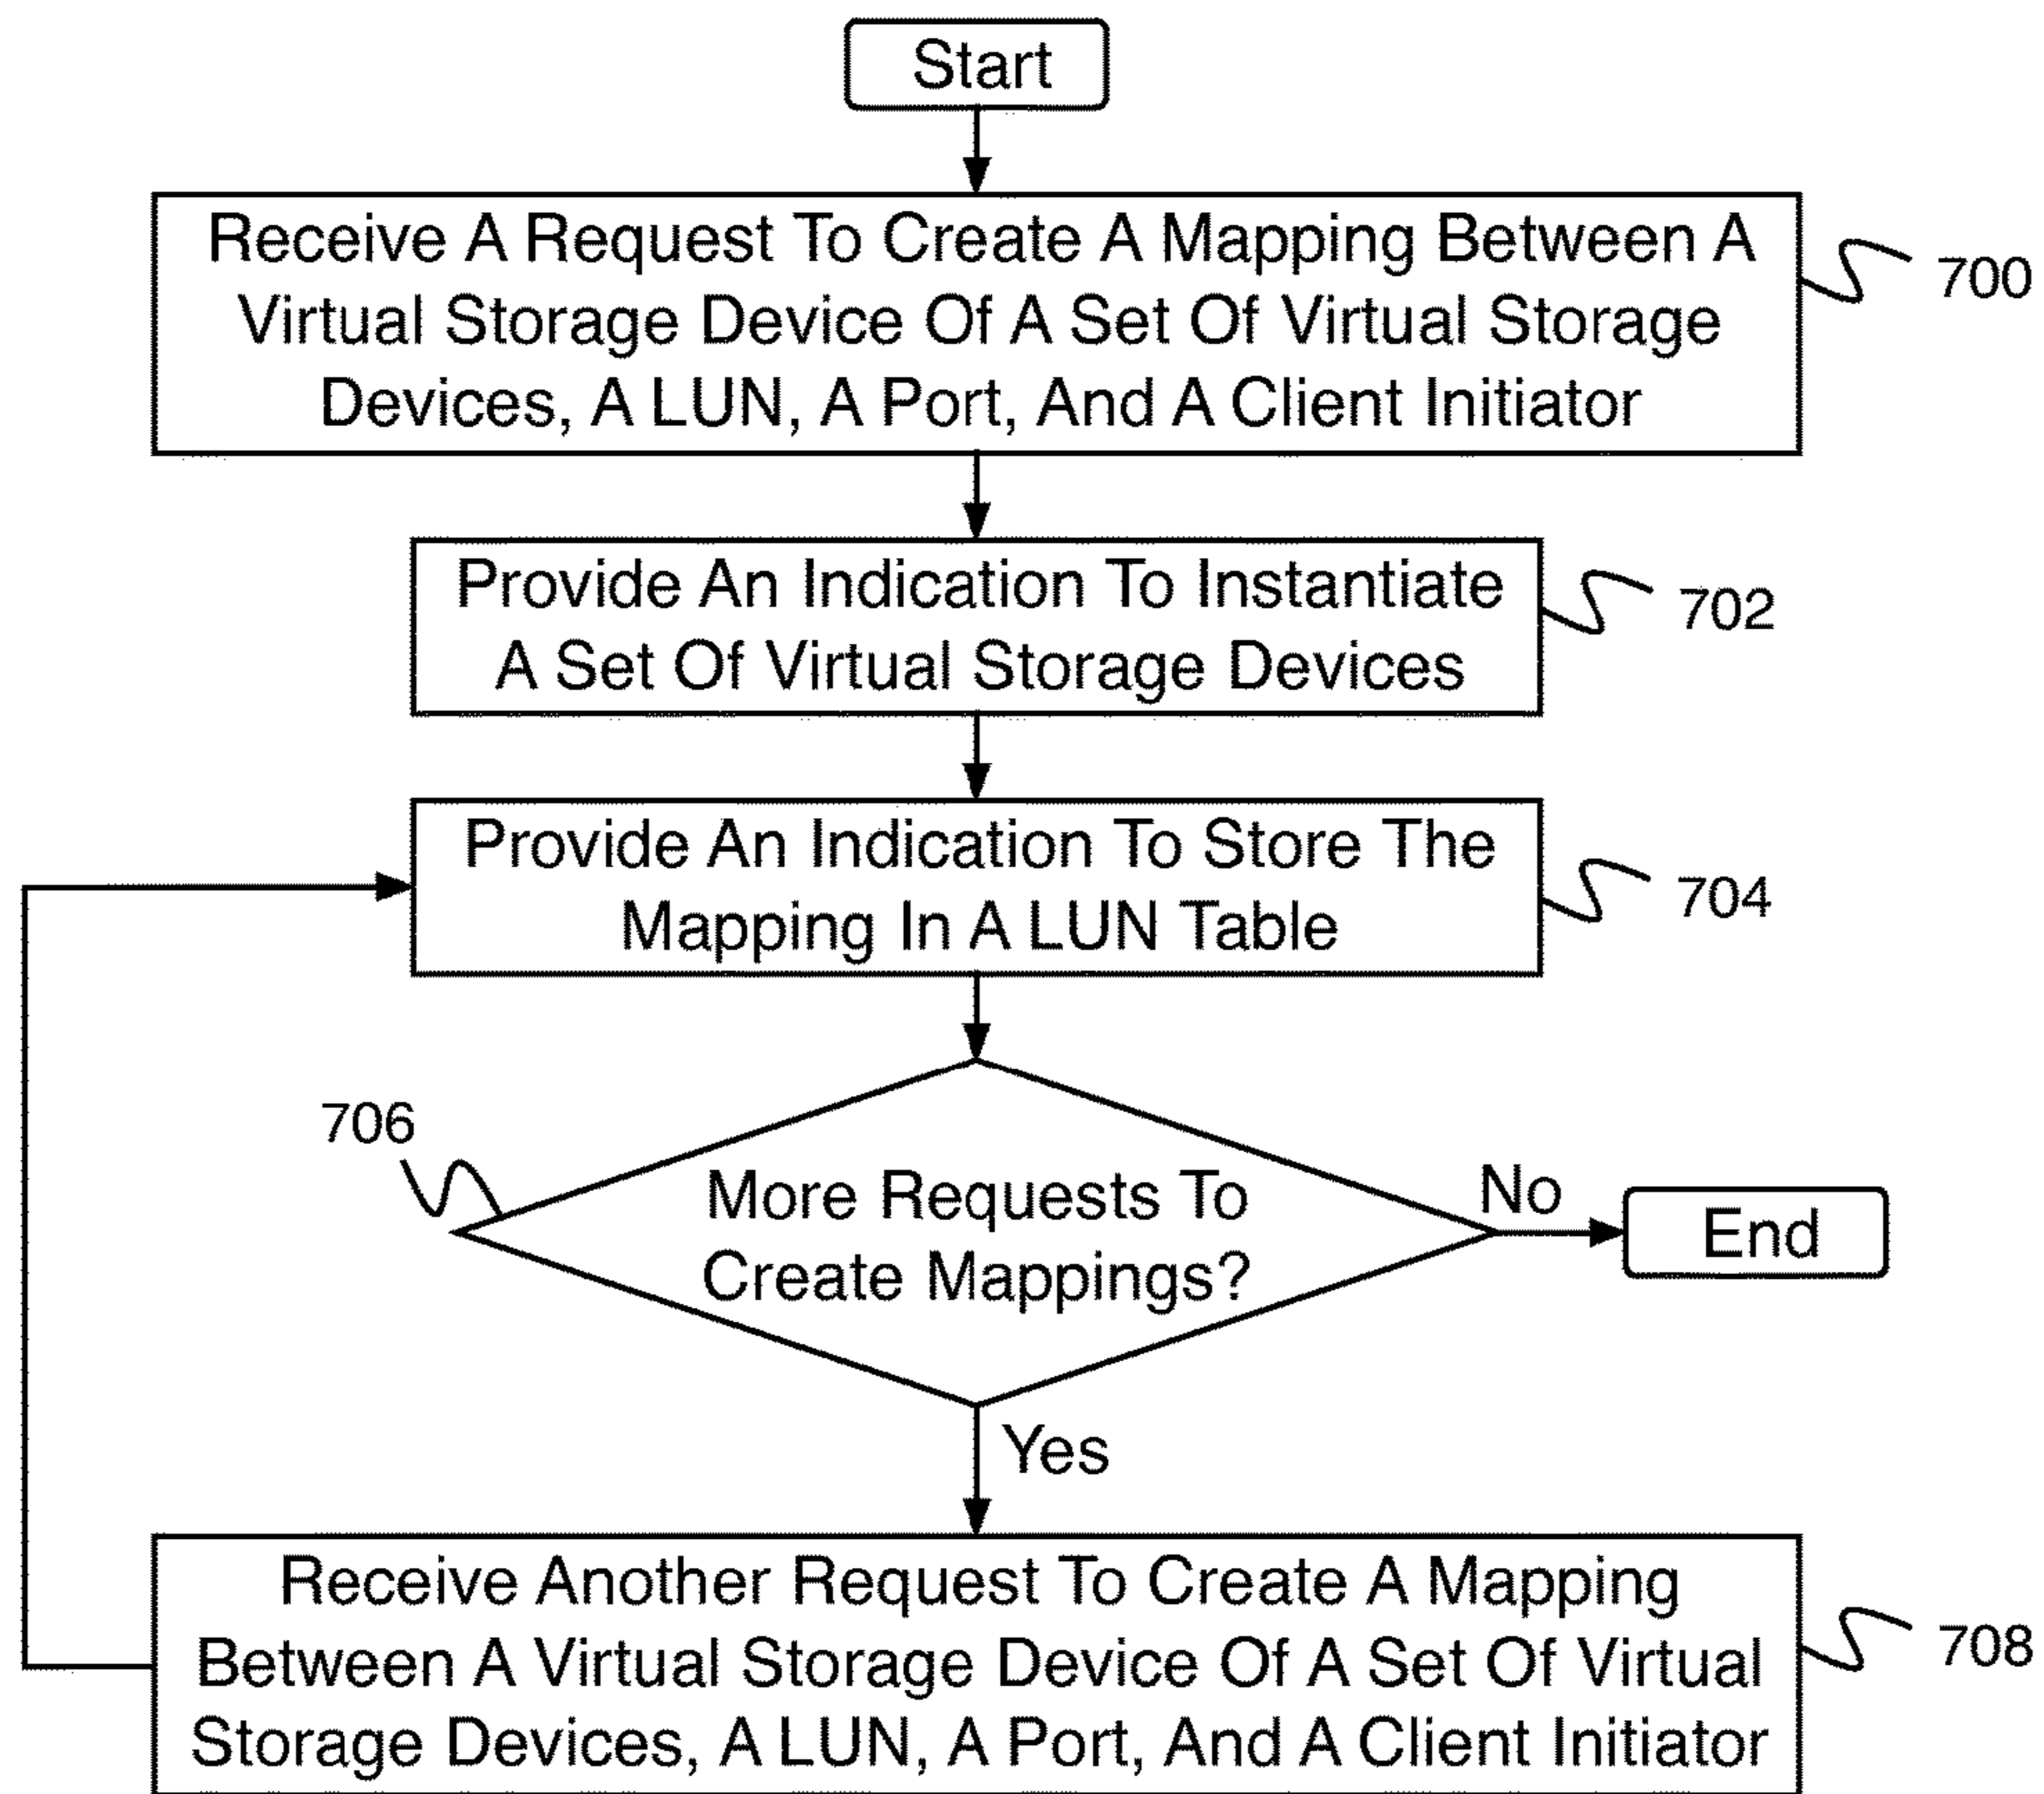 Start
Receive A Request To Create A Mapping Between A
Virtual Storage Device Of A Set Of Virtual Storage
Devices, A LUN, A Port, And A Client Initiator
700
Provide An Indication To Instantiate
A Set Of Virtual Storage Devices
702
Provide An Indication To Store The
Mapping In A LUN Table
704
706
More Requests To
Create Mappings?
No
End
Yes
Receive Another Request To Create A Mapping
Between A Virtual Storage Device Of A Set Of Virtual
Storage Devices, A LUN, A Port, And A Client Initiator
708